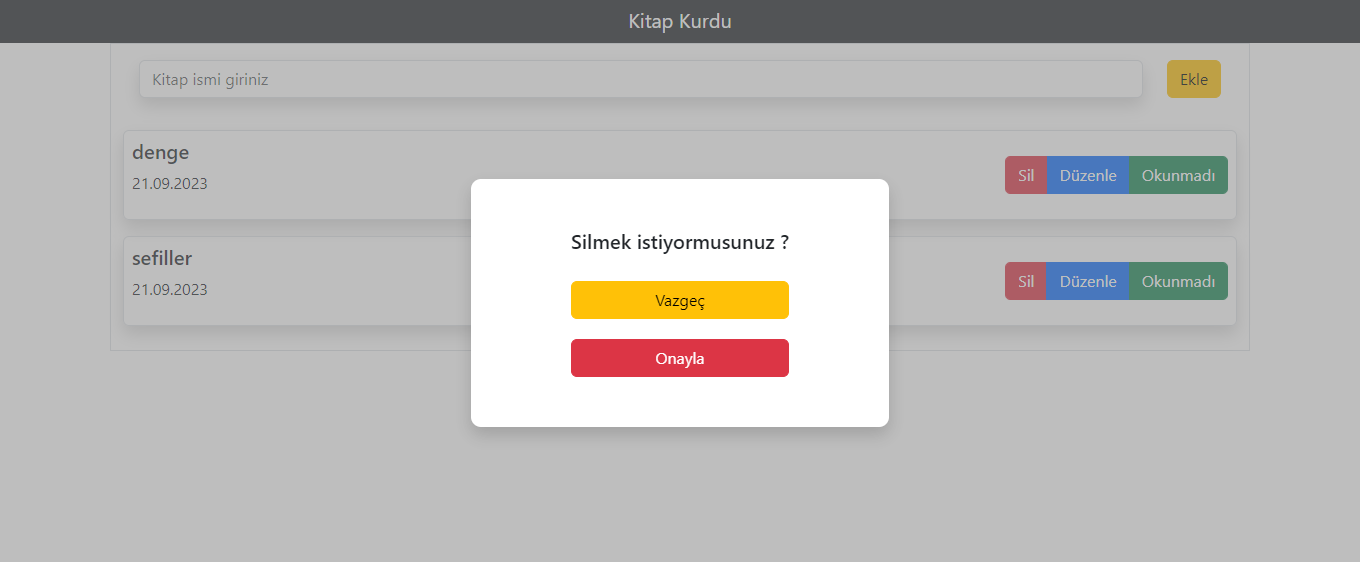 Kitap Kurdu
Kitap ismi giriniz
Ekle
denge
21.09.2023
Sil Düzenle Okunmadı
Silmek istiyormusunuz ?
Vazgeç
Onayla
sefiller
21.09.2023
Sil Düzenle Okunmadı